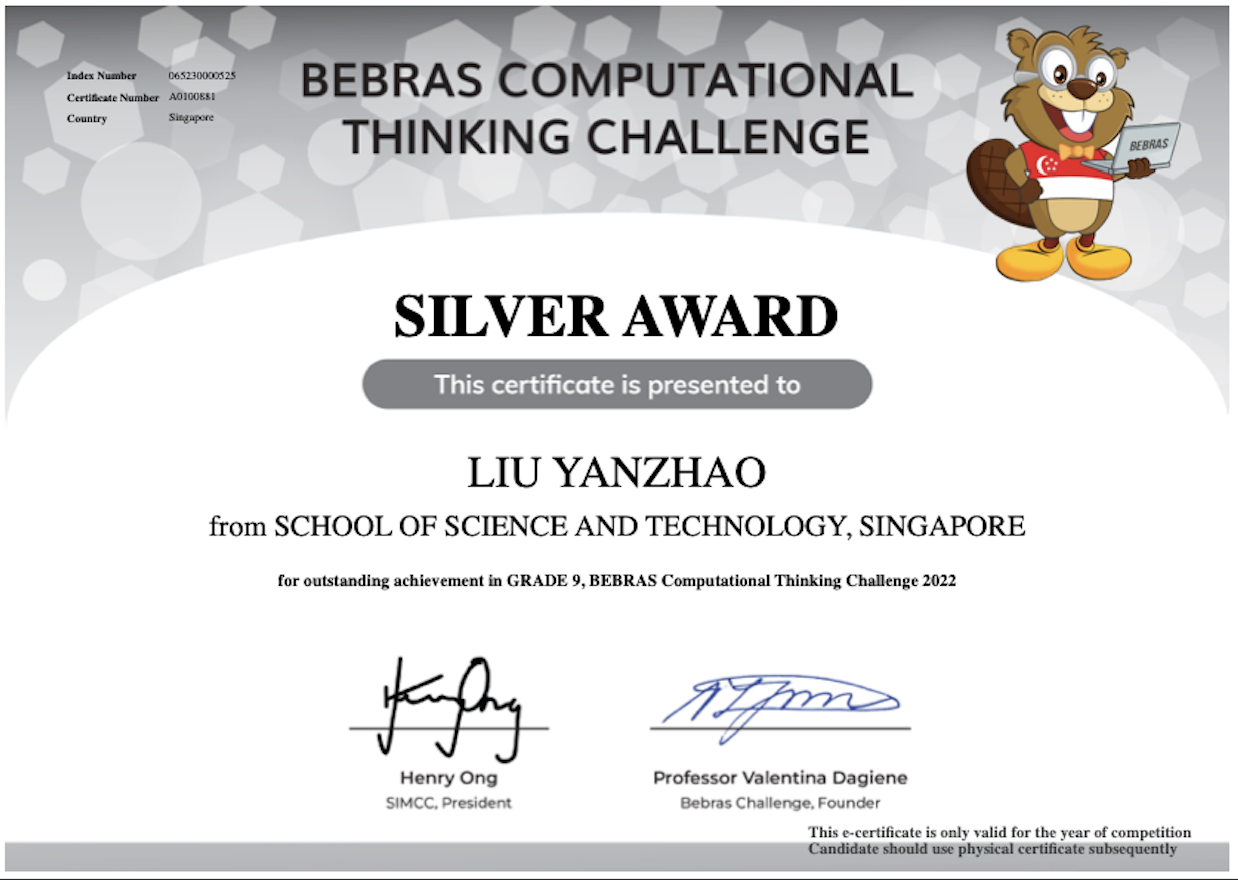 Index Number 065230000525
Certificate Number A0100881
Country Singapore
BEBRAS COMPUTATIONAL
THINKING CHALLENGE
BEBRAS
SILVER AWARD
This certificate is presented to
LIU YANZHAO
from SCHOOL OF SCIENCE AND TECHNOLOGY, SINGAPORE
for outstanding achievement in GRADE 9, BEBRAS Computational Thinking Challenge 2022
Henry Ong
Henry Ong
SIMCC, President
Professor Valentina Dagiene
Bebras Challenge, Founder
This e-certificate is only valid for the year of competition
Candidate should use physical certificate subsequently